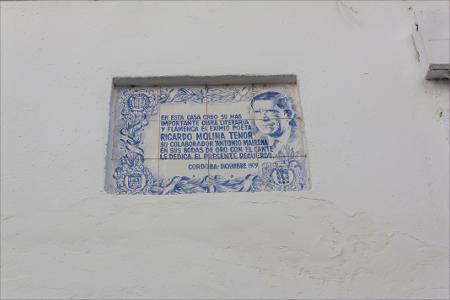 EN ESTA CASA CREO SU MAS
IMPORTANTE OBRA LITERARIA
Y FLAMENCA EL EXIMIO POETA
RICARDO MOLINA TENOR
SU COLABORADOR ANTONIO MAIRENA
EN SUS BODAS DE ORO CON EL CANTE
LE DEDICA EL PRESENTE RECUERDO.
CORDOBA-DICIEMBRE 1979